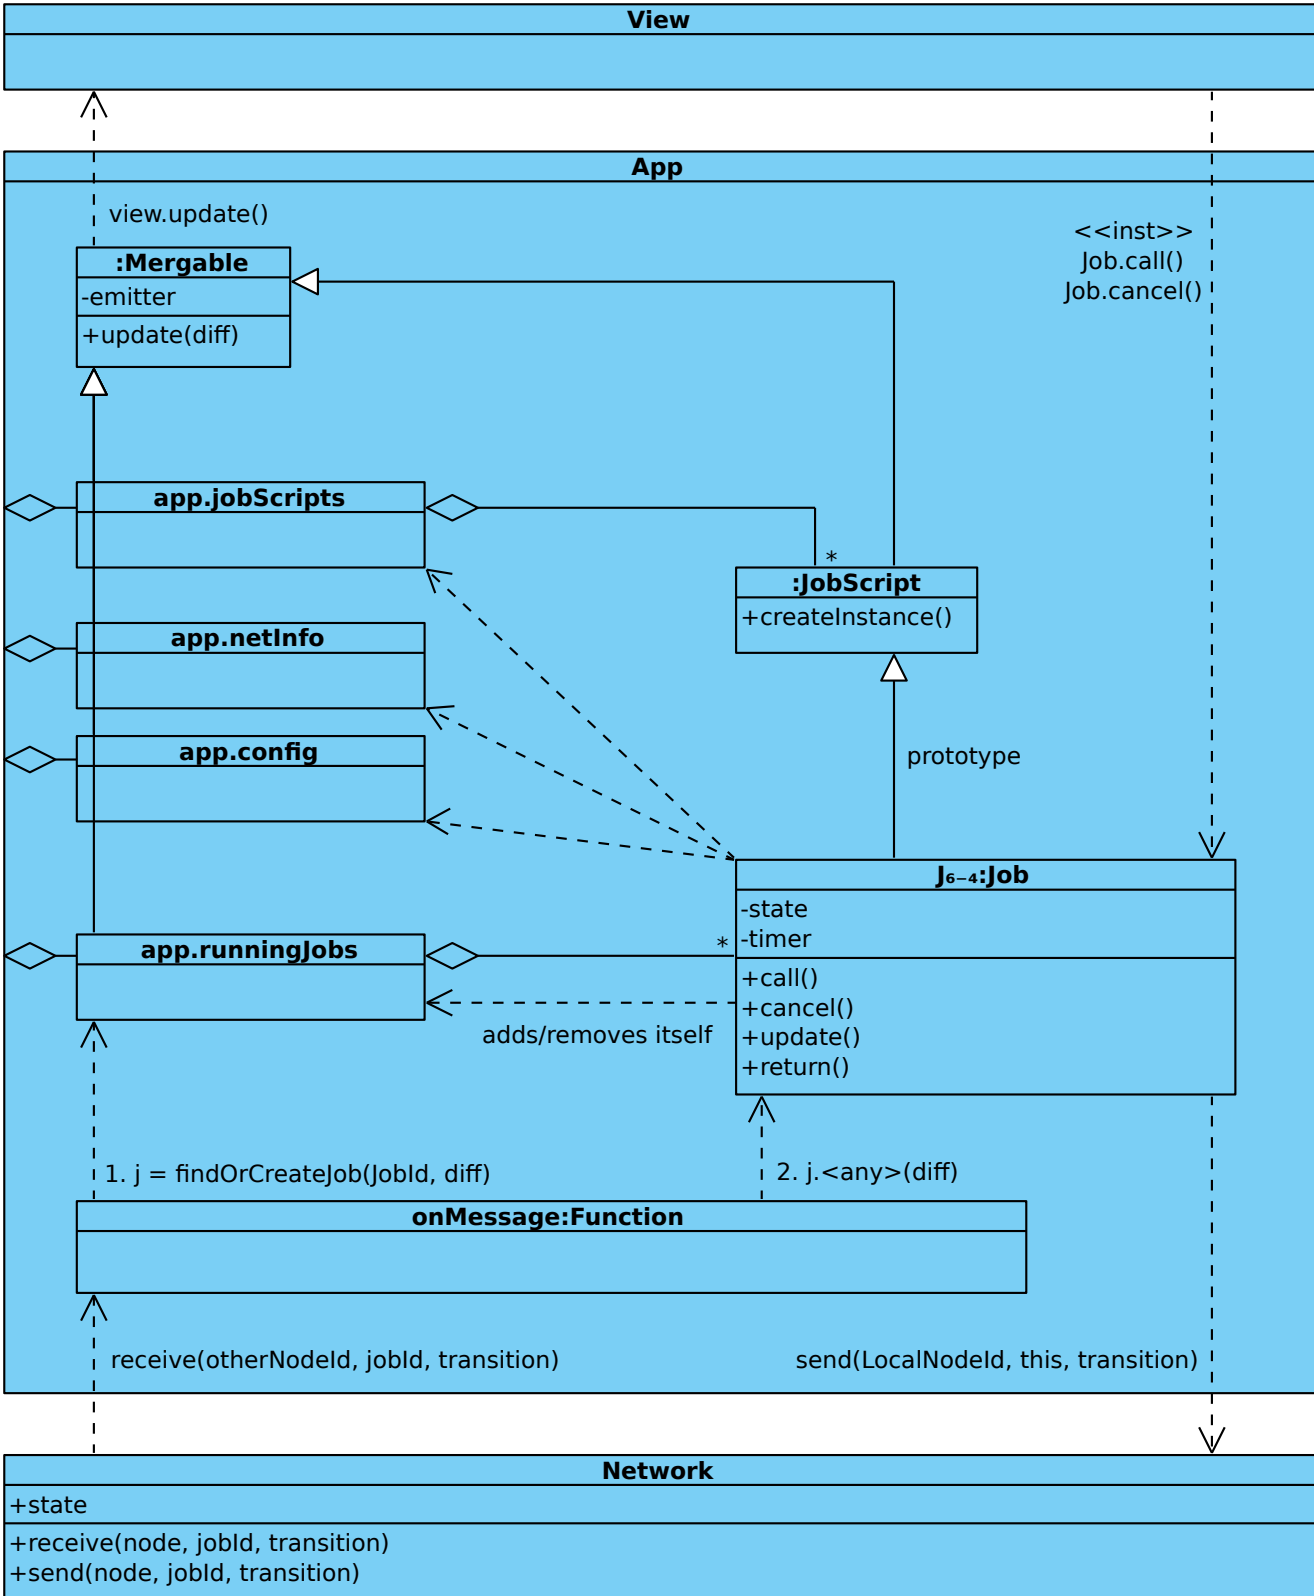 View
App
view.update()
<<inst>>
Job.call()
Job.cancel()
:Mergable
-emitter
+update(diff)
app.jobScripts
*
:JobScript
+createInstance()
app.netInfo
app.config
prototype
J₆₋₄:Job
-state
-timer
+call()
+cancel()
+update()
+return()
app.runningJobs
*
adds/removes itself
1. j = findOrCreateJob(JobId, diff)
2. j.<any>(diff)
onMessage:Function
receive(otherNodeId, jobId, transition)
send(LocalNodeId, this, transition)
Network
+state
+receive(node, jobId, transition)
+send(node, jobId, transition)